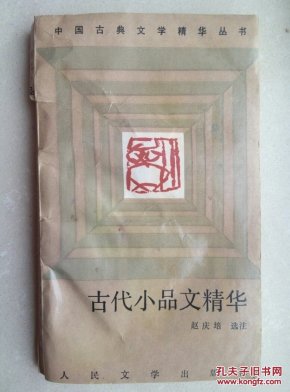 中国古典文学精华丛书
古代小品文精华
赵庆培 选注
人民文学出版